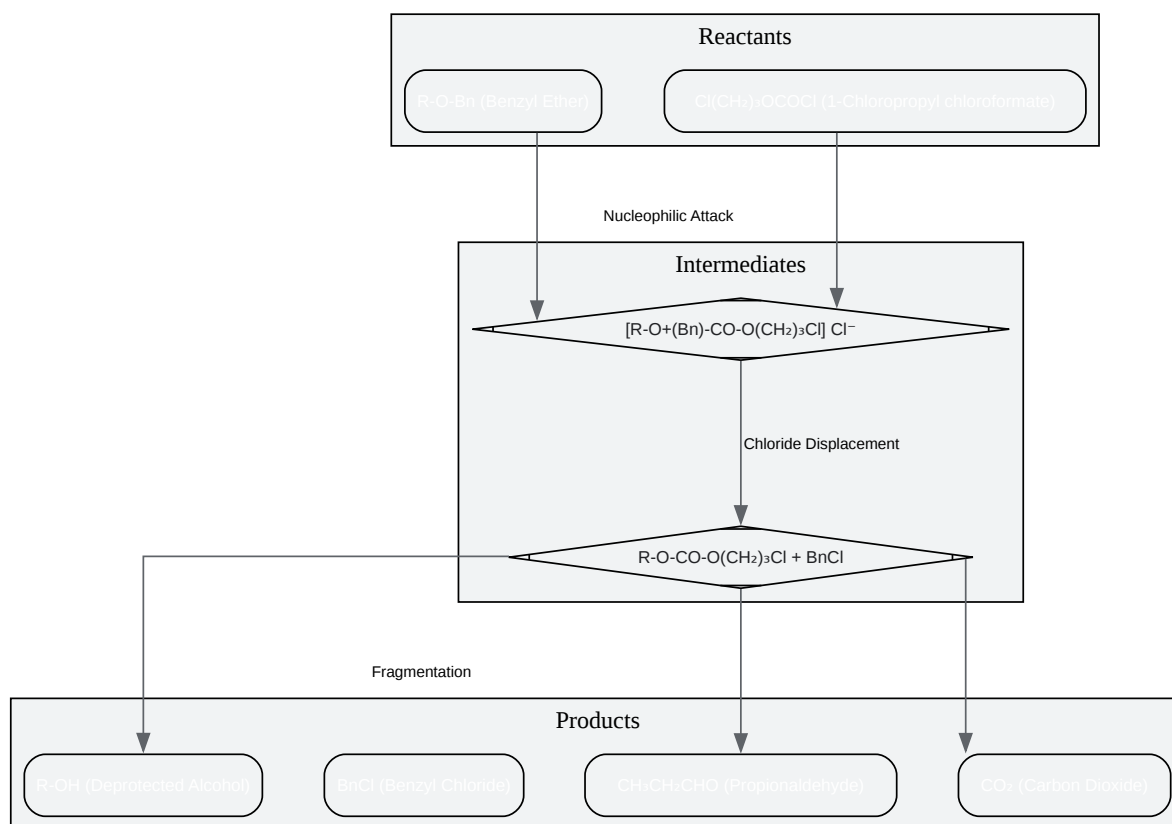 Reactants
R-O-Bn (Benzyl Ether)
Cl(CH₂)₃OCOCl (1-Chloropropyl chloroformate)
Nucleophilic Attack
Intermediates
[R-O+(Bn)-CO-O(CH₂)₃Cl] Cl⁻
Chloride Displacement
R-O-CO-O(CH₂)₃Cl + BnCl
Fragmentation
Products
R-OH (Deprotected Alcohol)
BnCl (Benzyl Chloride)
CH₃CH₂CHO (Propionaldehyde)
CO₂ (Carbon Dioxide)